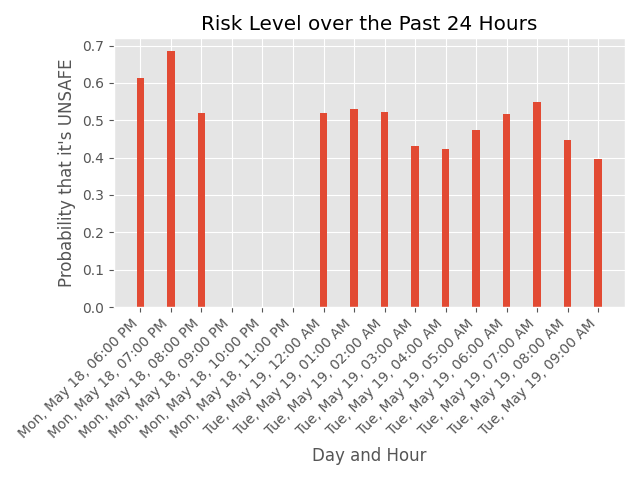 Risk Level over the Past 24 Hours
Probability that it's UNSAFE
0.7
0.6
0.5
0.4
0.3
0.2
0.1
0.0
Mon, May 18, 06:00 PM
Mon, May 18, 07:00 PM
Mon, May 18, 08:00 PM
Mon, May 18, 09:00 PM
Mon, May 18, 10:00 PM
Mon, May 18, 11:00 PM
Tue, May 19, 12:00 AM
Tue, May 19, 01:00 AM
Tue, May 19, 02:00 AM
Tue, May 19, 03:00 AM
Tue, May 19, 04:00 AM
Tue, May 19, 05:00 AM
Tue, May 19, 06:00 AM
Tue, May 19, 07:00 AM
Tue, May 19, 08:00 AM
Tue, May 19, 09:00 AM
Day and Hour